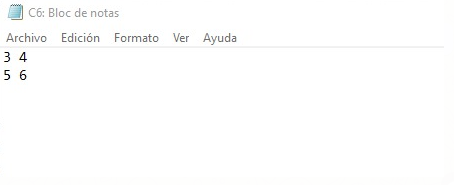 C6: Bloc de notas
Archivo Edición Formato Ver Ayuda
3 4
5 6